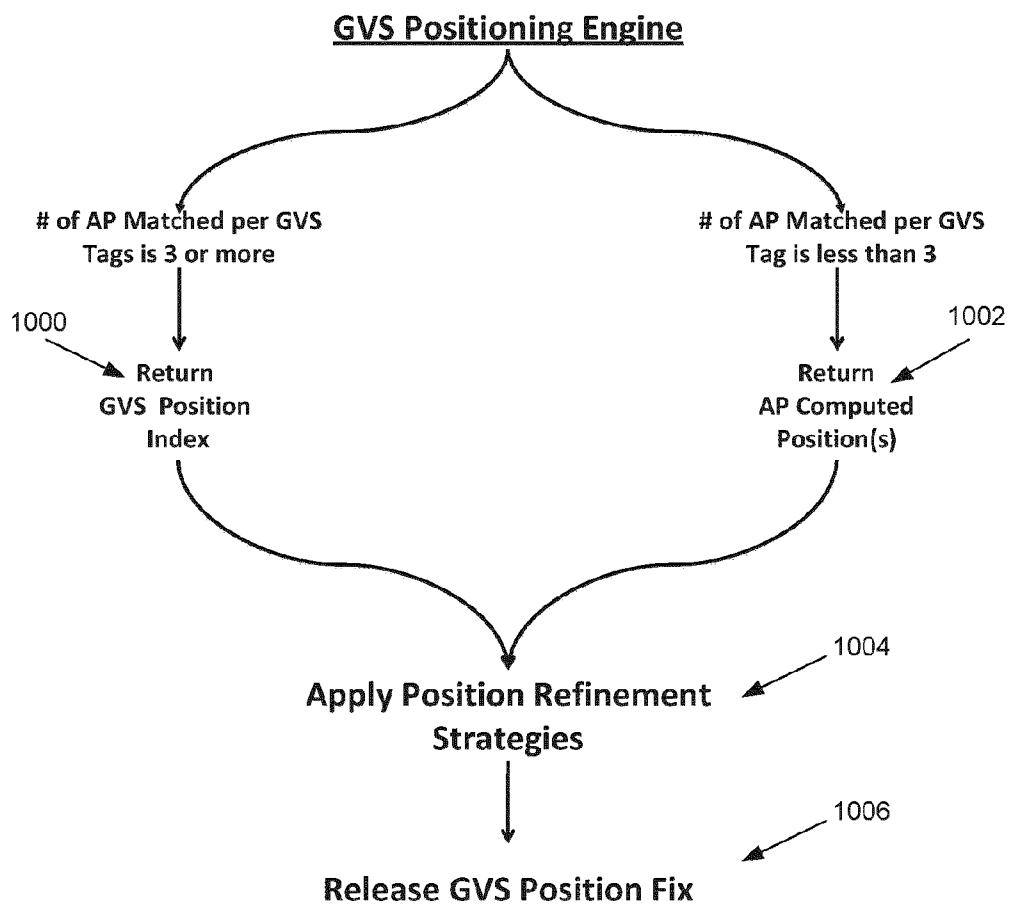 GVS Positioning Engine
# of AP Matched per GVS
Tags is 3 or more
# of AP Matched per GVS
Tag is less than 3
1000
1002
Return
GVS Position
Index
Return
AP Computed
Position(s)
1004
Apply Position Refinement
Strategies
1006
Release GVS Position Fix